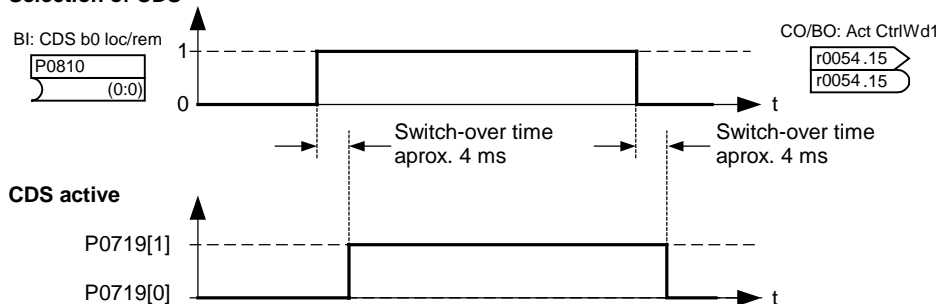 Selection of CDS
BI: CDS b0 loc/rem
P0810
(0:0)
1
0
t
CO/BO: Act CtrlWd1
r0054 .15
r0054 .15
Switch-over time
aprox. 4 ms
Switch-over time
aprox. 4 ms
CDS active
P0719[1]
P0719[0]
t